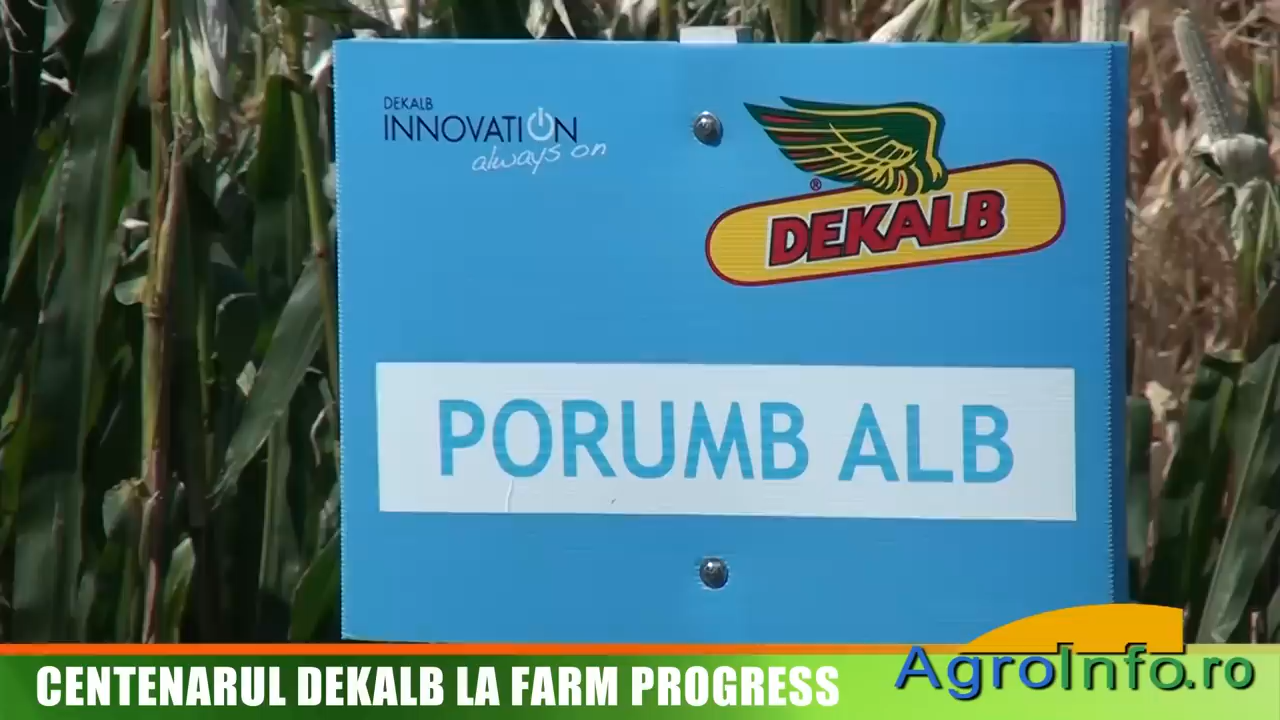 DEKALB
INNOVATION
always on
®
DEKALB
PORUMB ALB
CENTENARUL DEKALB LA FARM PROGRESS
AgroInfo.ro